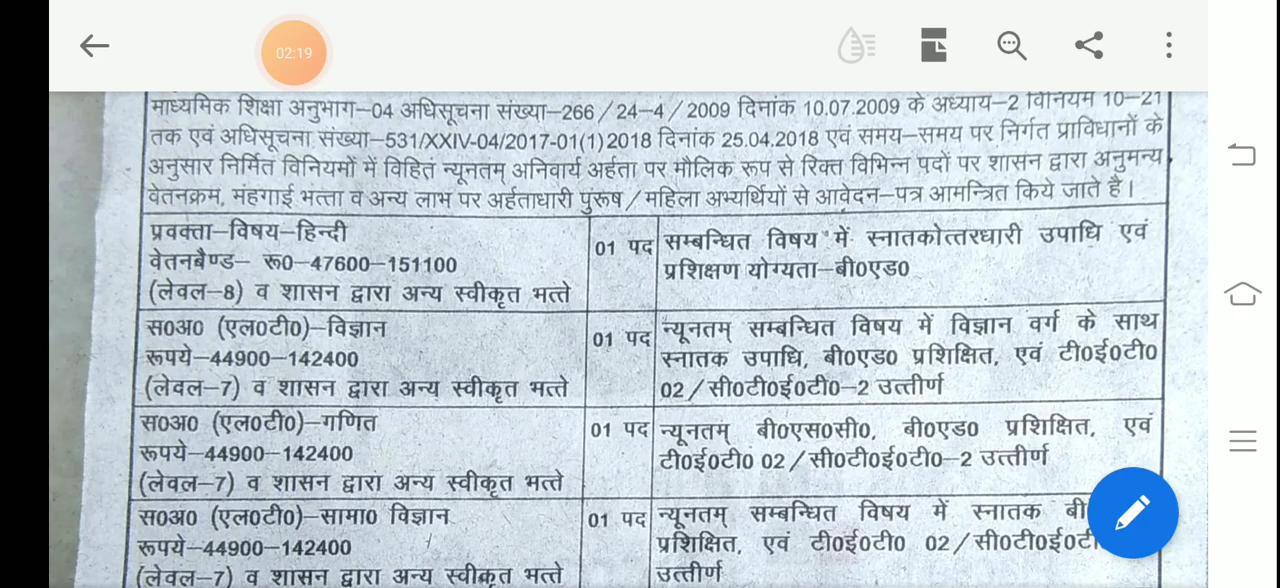 02:19
माध्यमिक शिक्षा अनुभाग–04 अधिसूचना संख्या–266/24–4/2009 दिनांक 10.07.2009 के अध्याय–2 विनियम 10–21
तक एवं अधिसूचना संख्या–531/XXIV-04/2017-01(1)2018 दिनांक 25.04.2018 एवं समय–समय पर निर्गत प्राविधानों के
अनुसार निर्मित विनियमों में विहित न्यूनतम् अनिवार्य अर्हता पर मौलिक रूप से रिक्त विभिन्न पदों पर शासन द्वारा अनुमन्य
वेतनक्रम, मंहगाई भत्ता व अन्य लाभ पर अर्हताधारी पुंरूष/महिला अभ्यर्थियों से आवेदन–पत्र आमन्त्रित किये जाते है।
प्रवक्ता–विषय–हिन्दी
वेतनबैण्ड– रू0–47600–151100
(लेवल–8) व शासन द्वारा अन्य स्वीकृत भत्ते
01 पद
सम्बन्धित विषय में स्नातकोत्तरधारी उपाधि एवं
प्रशिक्षण योग्यता–बी0एड0
स0अ0 (एल0टी0)–विज्ञान
रूपये–44900–142400
(लेवल–7) व शासन द्वारा अन्य स्वीकृत भत्ते
01 पद
न्यूनतम् सम्बन्धित विषय में विज्ञान वर्ग के साथ
स्नातक उपाधि, बी0एड0 प्रशिक्षित, एवं टी0ई0टी0
02/सी0टी0ई0टी0–2 उत्तीर्ण
स0अ0 (एल0टी0)–गणित
रूपये–44900–142400
(लेवल–7) व शासन द्वारा अन्य स्वीकृत भत्ते
01 पद
न्यूनतम् बी0एस0सी0, बी0एड0 प्रशिक्षित, एवं
टी0ई0टी0 02/सी0टी0ई0टी0–2 उत्तीर्ण
स0अ0 (एल0टी0)–सामा0 विज्ञान
रूपये–44900–142400
(लेवल–7) व शासन द्वारा अन्य स्वीकृत भत्ते
01 पद
न्यूनतम् सम्बन्धित विषय में स्नातक बी
प्रशिक्षित, एवं टी0ई0टी0 02/सी0टी0ई0टी
उत्तीर्ण